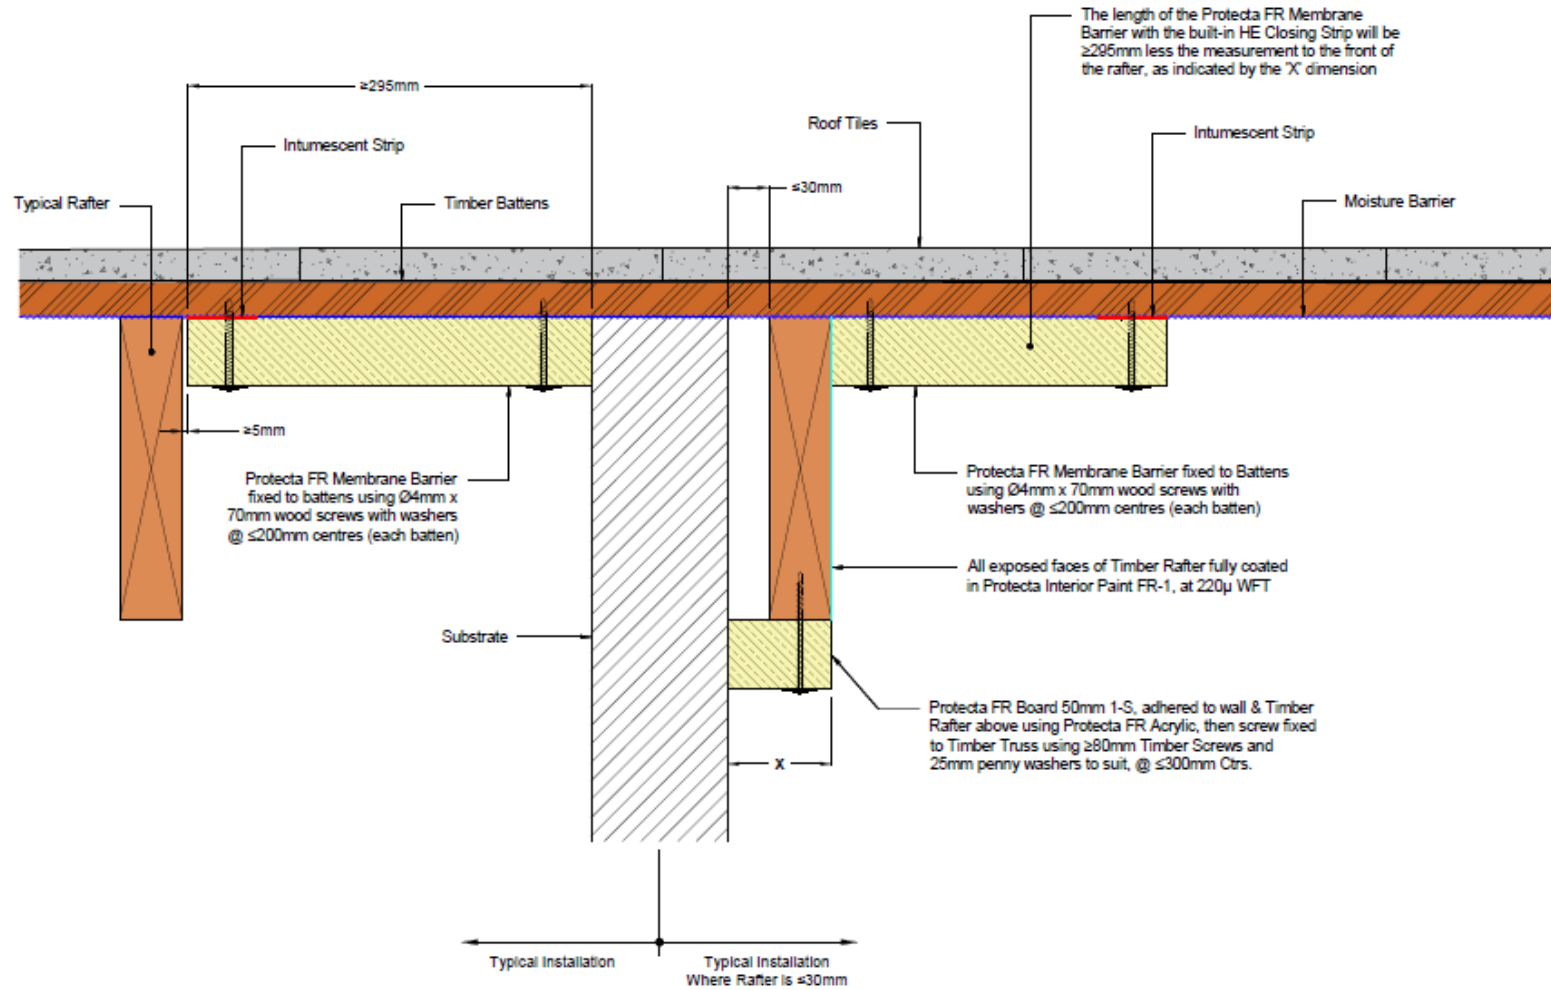 The length of the Protecta FR Membrane
Barrier with the built-in HE Closing Strip will be
≥295mm less the measurement to the front of
the rafter, as indicated by the 'X' dimension
≥295mm
Roof Tiles
Intumescent Strip
Intumescent Strip
≤30mm
Typical Rafter
Timber Battens
Moisture Barrier
≥5mm
Protecta FR Membrane Barrier
fixed to battens using Ø4mm x
70mm wood screws with washers
@ ≤200mm centres (each batten)
Protecta FR Membrane Barrier fixed to Battens
using Ø4mm x 70mm wood screws with
washers @ ≤200mm centres (each batten)
All exposed faces of Timber Rafter fully coated
in Protecta Interior Paint FR-1, at 220µ WFT
Substrate
Protecta FR Board 50mm 1-S, adhered to wall & Timber
Rafter above using Protecta FR Acrylic, then screw fixed
to Timber Truss using ≥80mm Timber Screws and
25mm penny washers to suit, @ ≤300mm Ctrs.
X
Typical Installation
Typical Installation
Where Rafter is ≤30mm